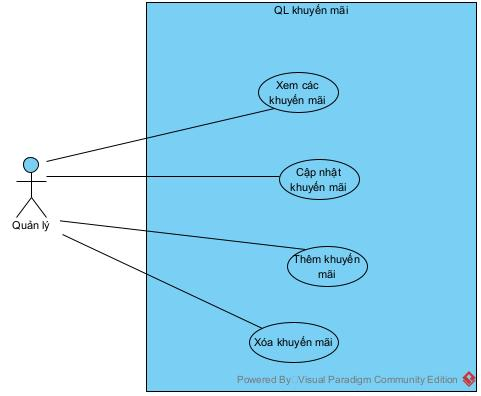 QL khuyến mãi
Xem các
khuyến mãi
Cập nhật
khuyến mãi
Quản lý
Thêm khuyến
mãi
Xóa khuyến mãi
Powered By: Visual Paradigm Community Edition